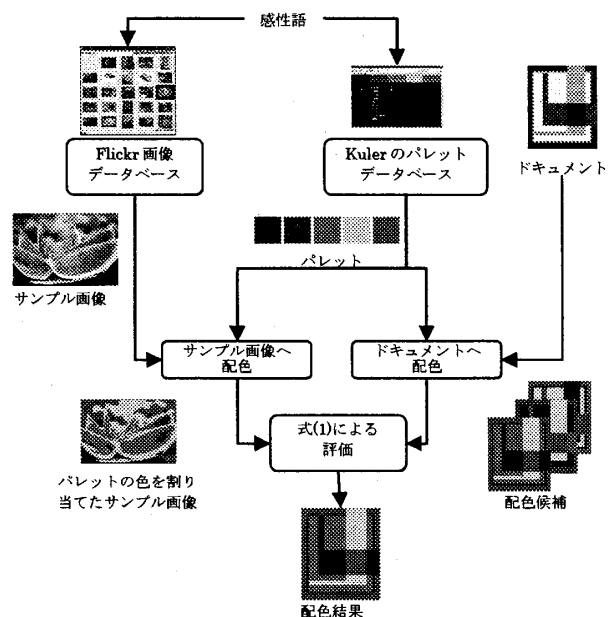 感性語
Flickr 画像
データベース
Kuler のパレット
データベース
ドキュメント
パレット
サンプル画像
サンプル画像へ
配色
ドキュメントへ
配色
式(1)による
評価
パレットの色を割り
当てたサンプル画像
配色候補
配色結果